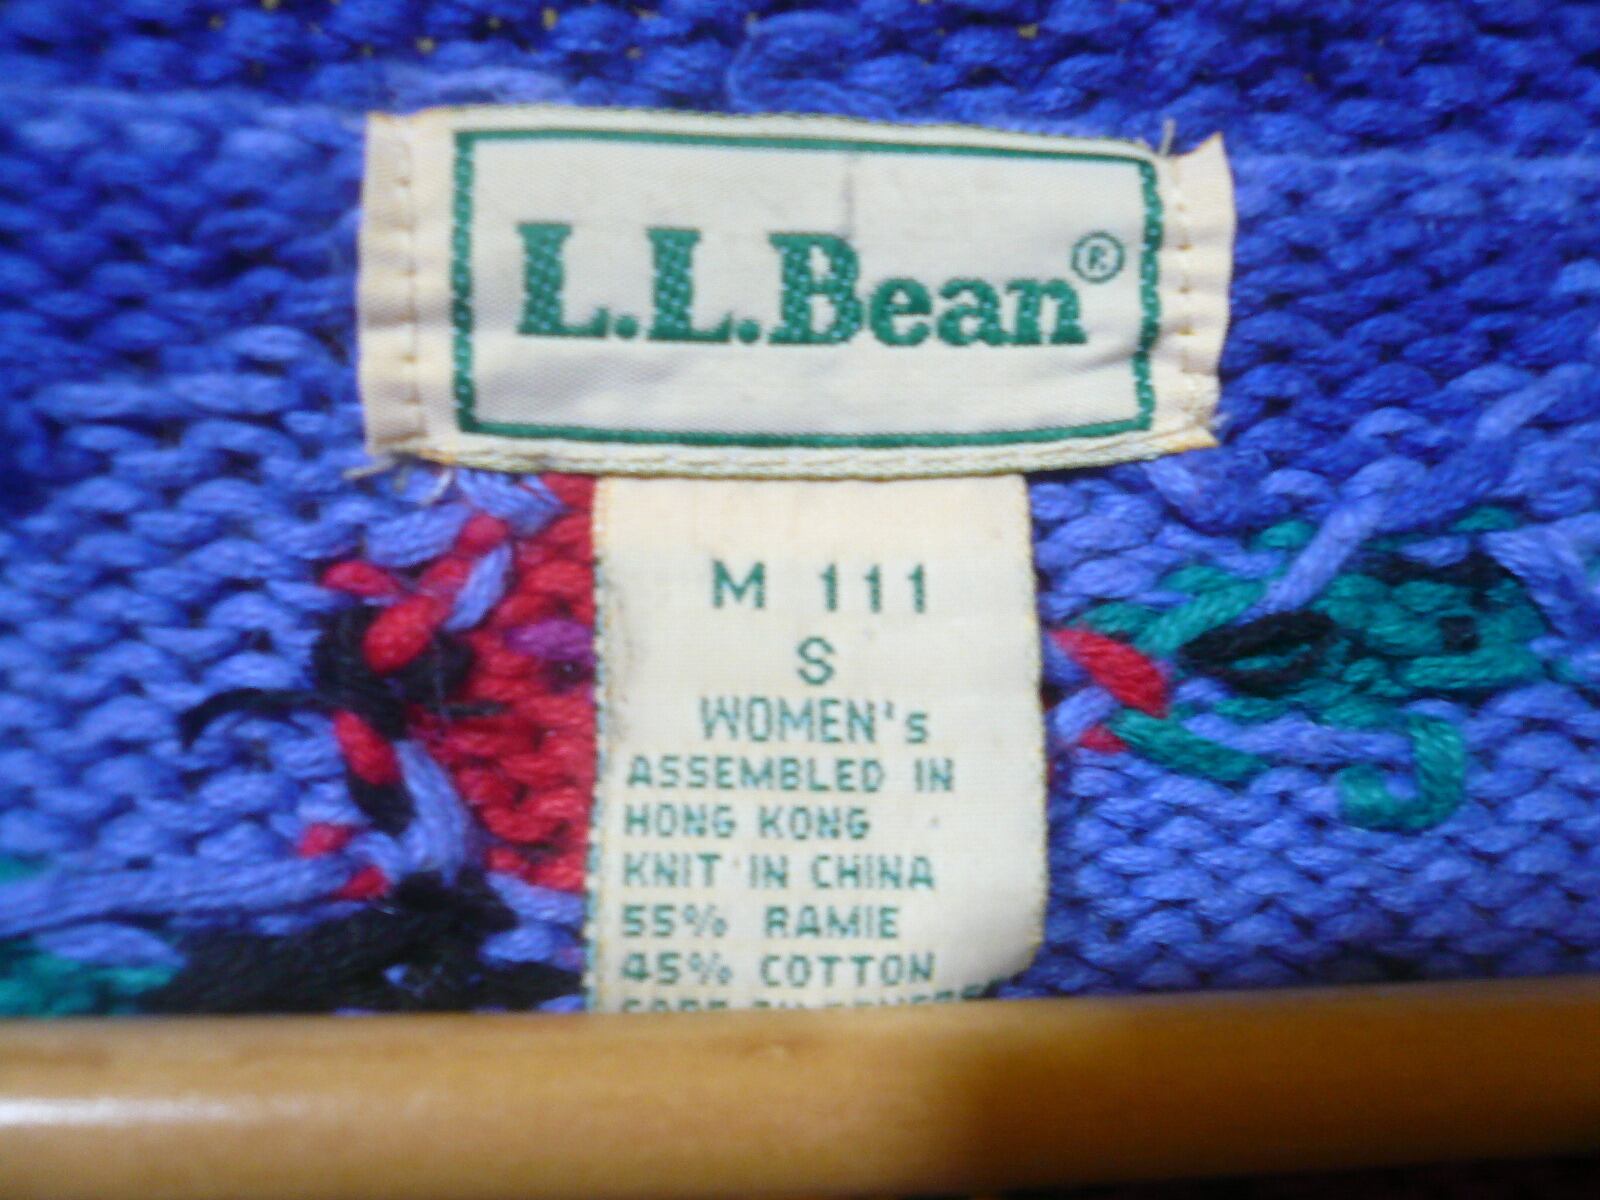 L.L.Bean®
M 111
S
WOMEN's
ASSEMBLED IN
HONG KONG
KNIT IN CHINA
55% RAMIE
45% COTTON